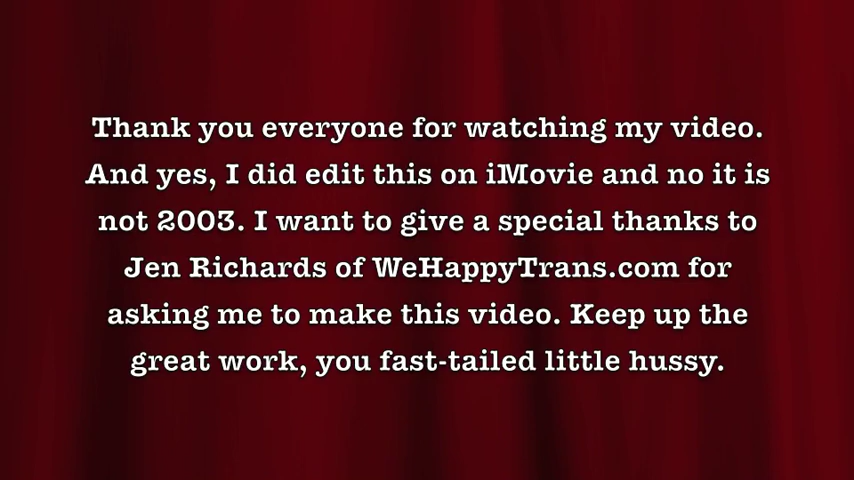 Thank you everyone for watching my video.
And yes, I did edit this on iMovie and no it is
not 2003. I want to give a special thanks to
Jen Richards of WeHappyTrans.com for
asking me to make this video. Keep up the
great work, you fast-tailed little hussy.